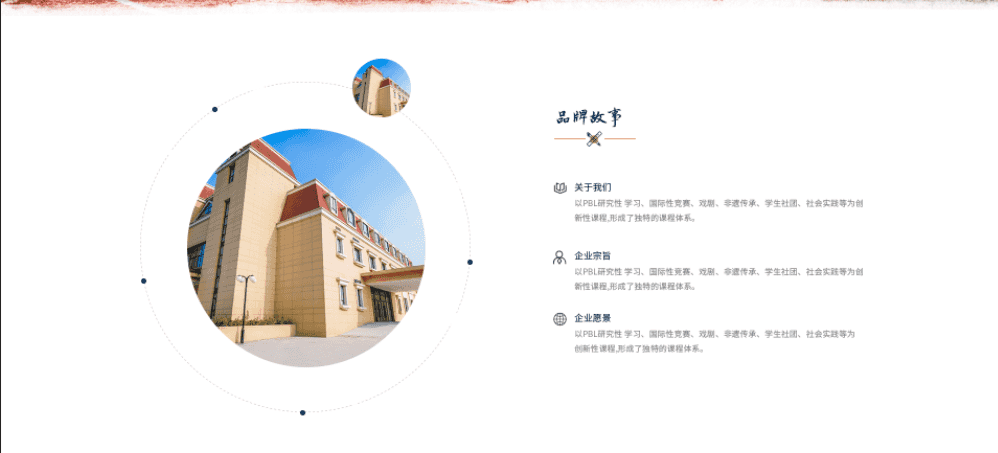 品牌故事
关于我们
以PBL研究性 学习、国际性竞赛、戏剧、非遗传承、学生社团、社会实践等为创
新性课程,形成了独特的课程体系。
企业宗旨
以PBL研究性 学习、国际性竞赛、戏剧、非遗传承、学生社团、社会实践等为创
新性课程,形成了独特的课程体系。
企业愿景
以PBL研究性 学习、国际性竞赛、戏剧、非遗传承、学生社团、社会实践等为
创新性课程,形成了独特的课程体系。